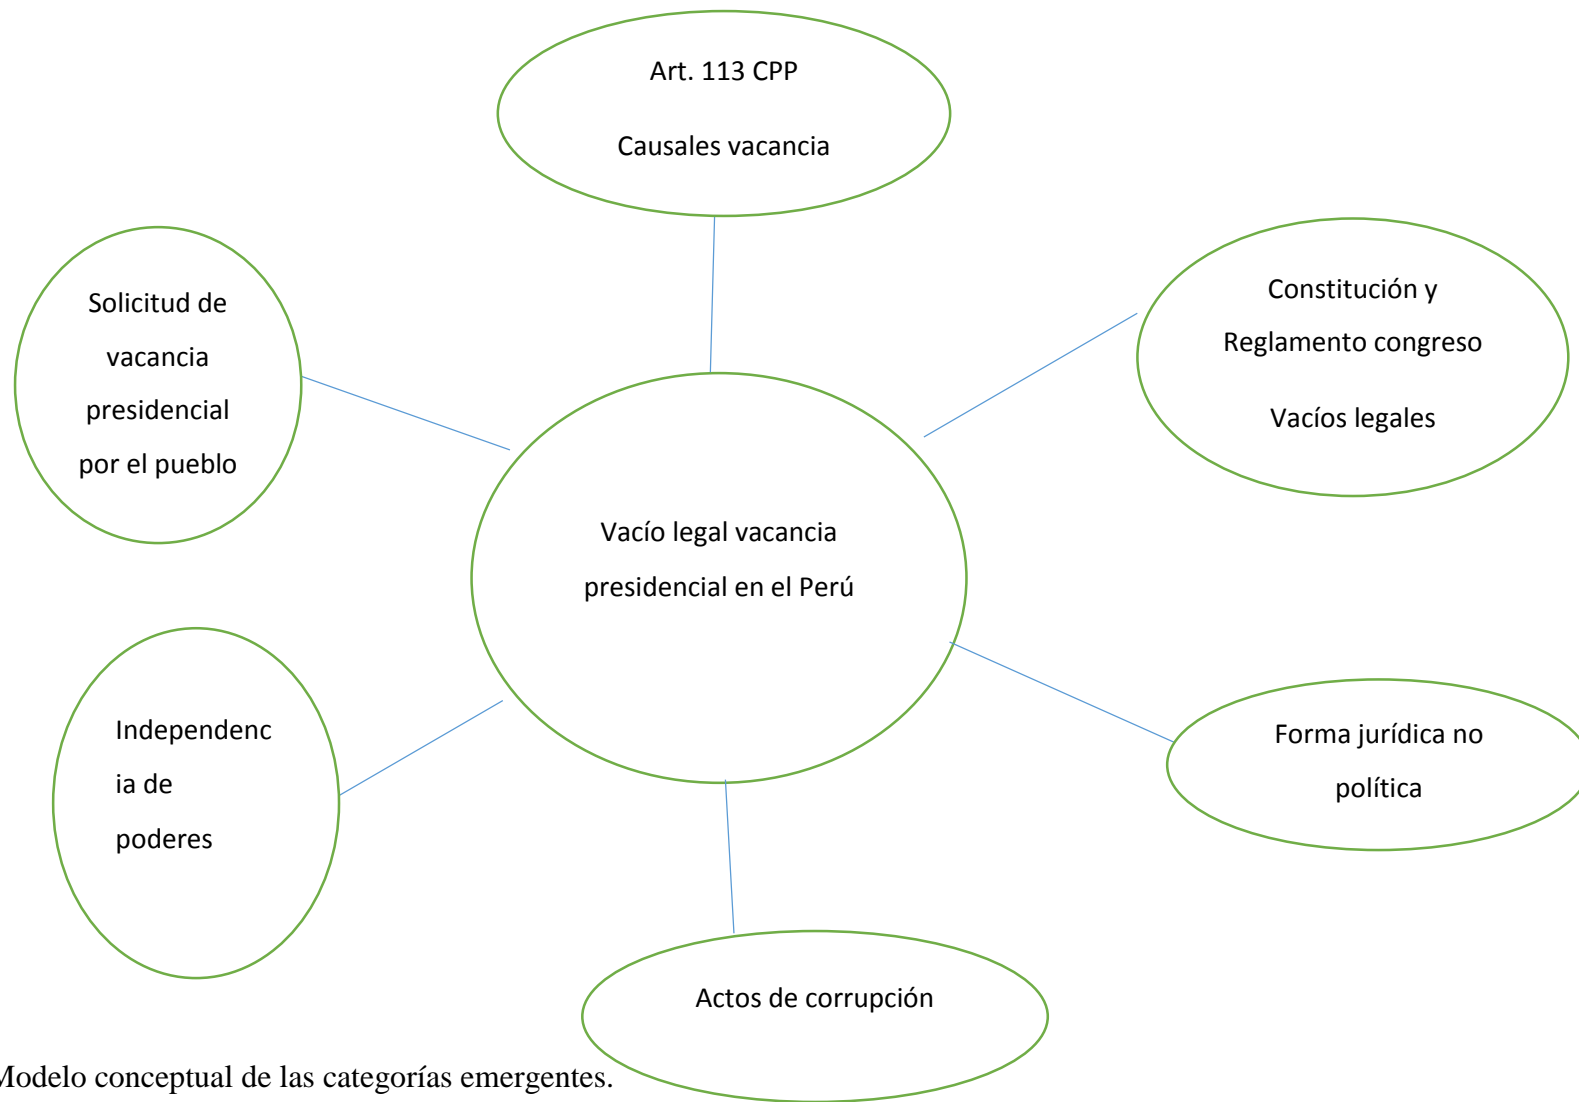 Art. 113 CPP
Causales vacancia
Solicitud de
vacancia
presidencial
por el pueblo
Constitución y
Reglamento congreso
Vacíos legales
Vacío legal vacancia
presidencial en el Perú
Independenc
ia de
poderes
Forma jurídica no
política
Actos de corrupción
Modelo conceptual de las categorías emergentes.